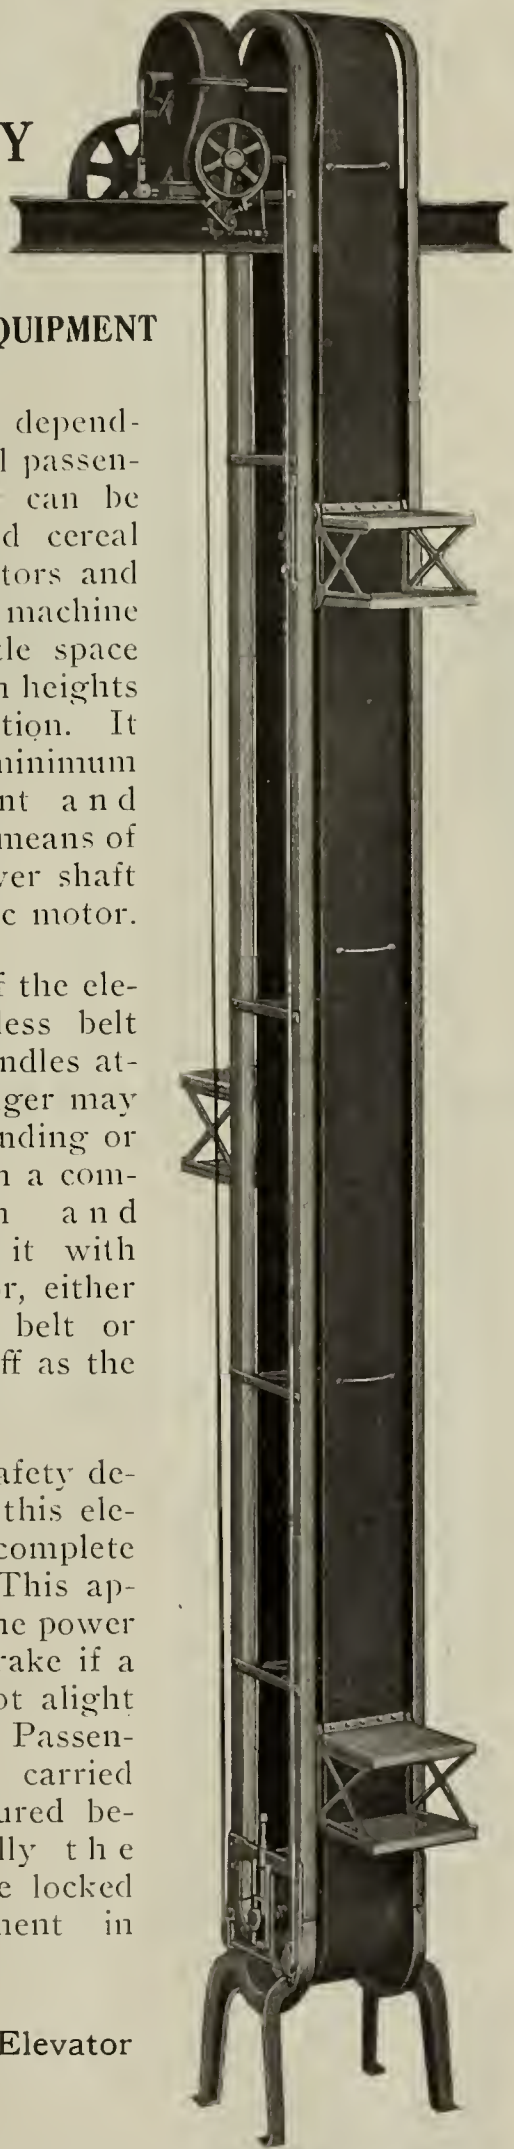 Y
QUIPMENT
depend-
l passen-
can be
d cereal
tors and
machine
tle space
n heights
tion. It
ninimum
nt and
means of
ver shaft
c motor.
f the ele-
less belt
ndles at-
ger may
nding or
n a com-
n and
it with
or, either
belt or
ff as the
afety de-
this ele-
complete
This ap-
he power
rake if a
ot alight
Passen-
carried
ured be-
lly the
e locked
nent in
Elevator